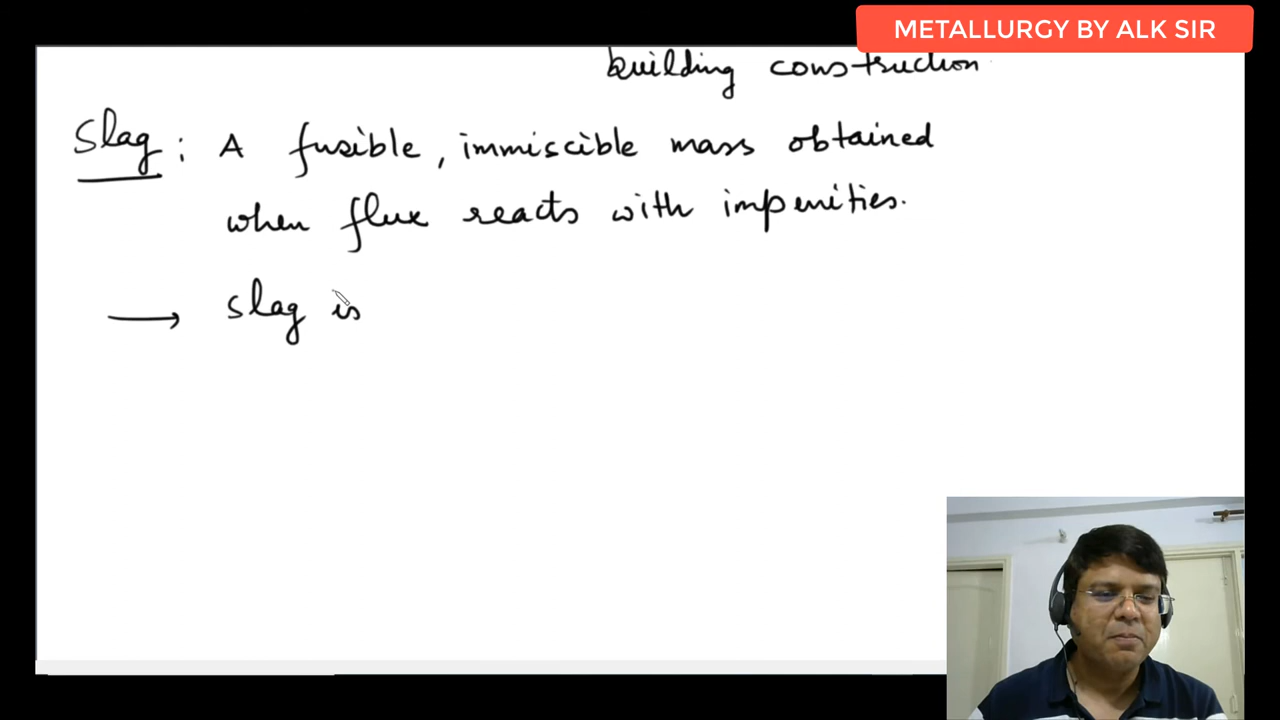 METALLURGY BY ALK SIR
building construction
Slag : A fusible, immiscible mass obtained
when flux reacts with impurities.
→ slag is